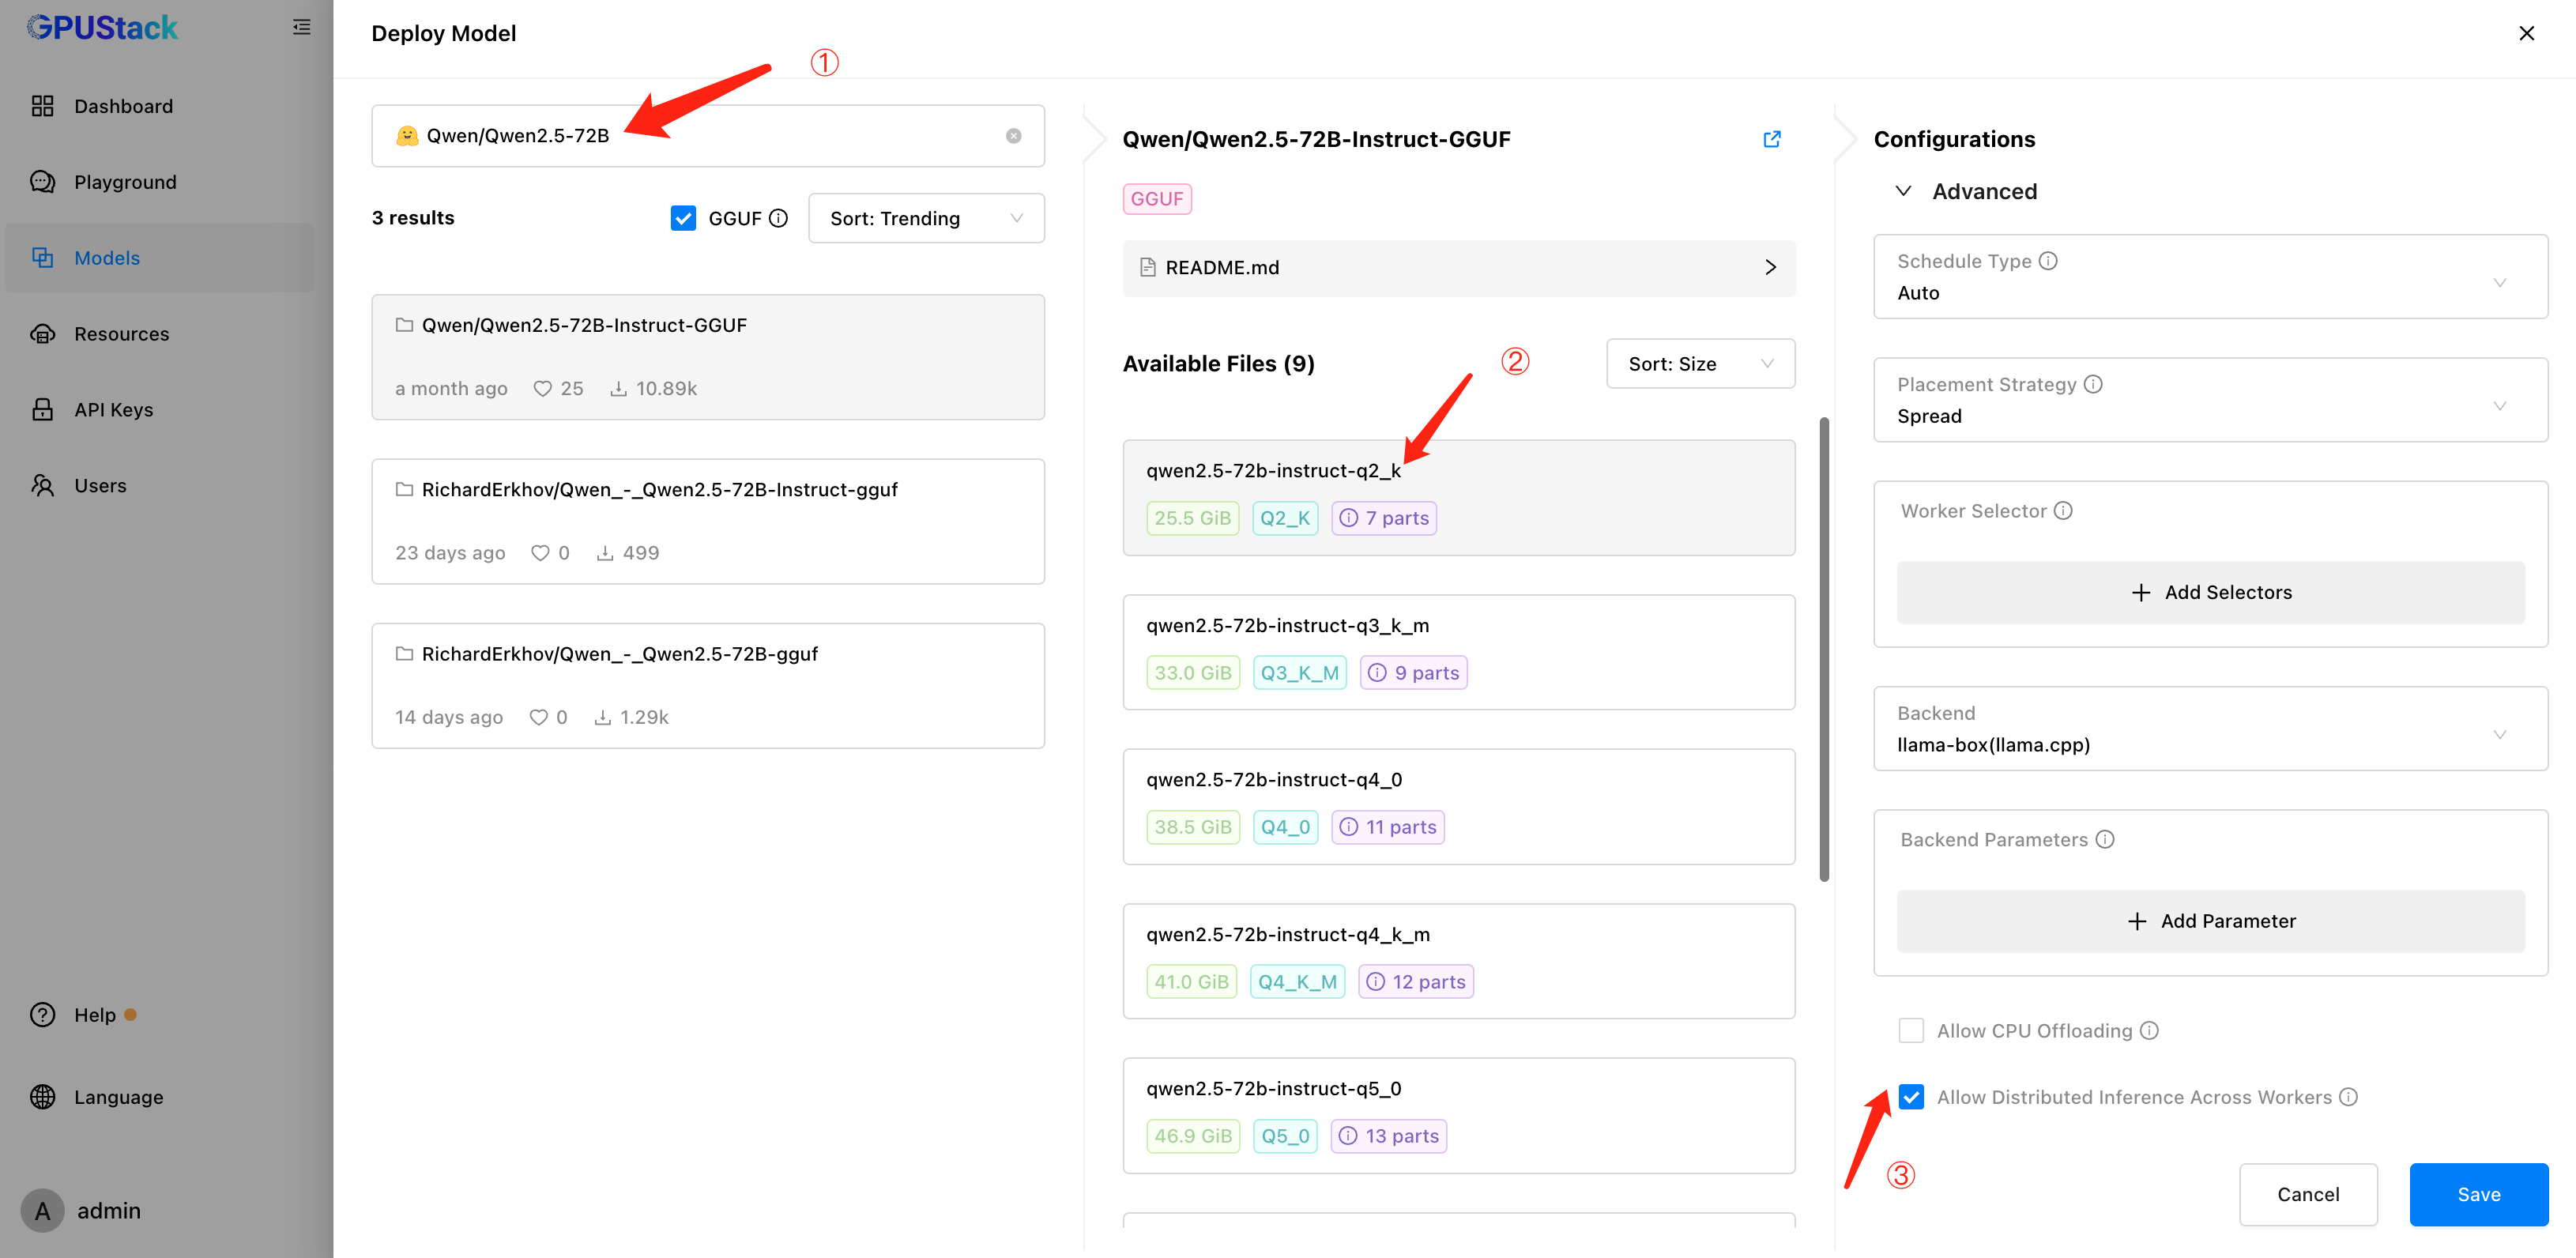 GPUStack
Dashboard
Playground
Models
Resources
API Keys
Users
Help
Language
A
admin
Deploy Model
①
Qwen/Qwen2.5-72B
3 results
GGUF
Sort: Trending
Qwen/Qwen2.5-72B-Instruct-GGUF
a month ago 25 10.89k
RichardErkhov/Qwen_-_Qwen2.5-72B-Instruct-gguf
23 days ago 0 499
RichardErkhov/Qwen_-_Qwen2.5-72B-gguf
14 days ago 0 1.29k
Qwen/Qwen2.5-72B-Instruct-GGUF
GGUF
README.md
Available Files (9)
②
Sort: Size
qwen2.5-72b-instruct-q2_k
25.5 GiB Q2_K 7 parts
qwen2.5-72b-instruct-q3_k_m
33.0 GiB Q3_K_M 9 parts
qwen2.5-72b-instruct-q4_0
38.5 GiB Q4_0 11 parts
qwen2.5-72b-instruct-q4_k_m
41.0 GiB Q4_K_M 12 parts
qwen2.5-72b-instruct-q5_0
46.9 GiB Q5_0 13 parts
Configurations
Advanced
Schedule Type
Auto
Placement Strategy
Spread
Worker Selector
+ Add Selectors
Backend
llama-box(llama.cpp)
Backend Parameters
+ Add Parameter
Allow CPU Offloading
Allow Distributed Inference Across Workers
③
Cancel
Save